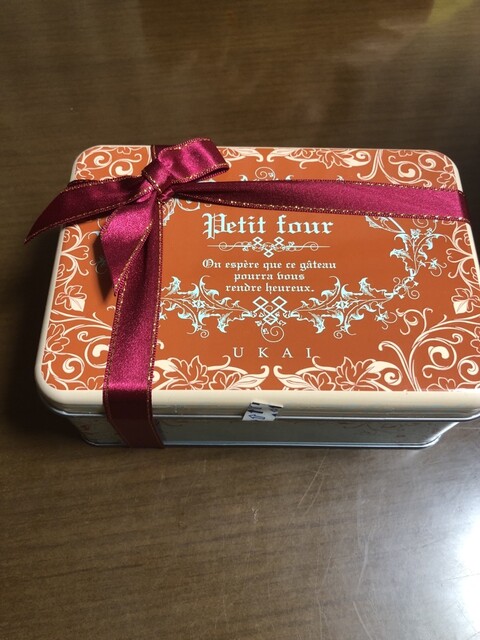 Petit four
On espère que ce gâteau
pourra vous
rendre heureux.
UKAI